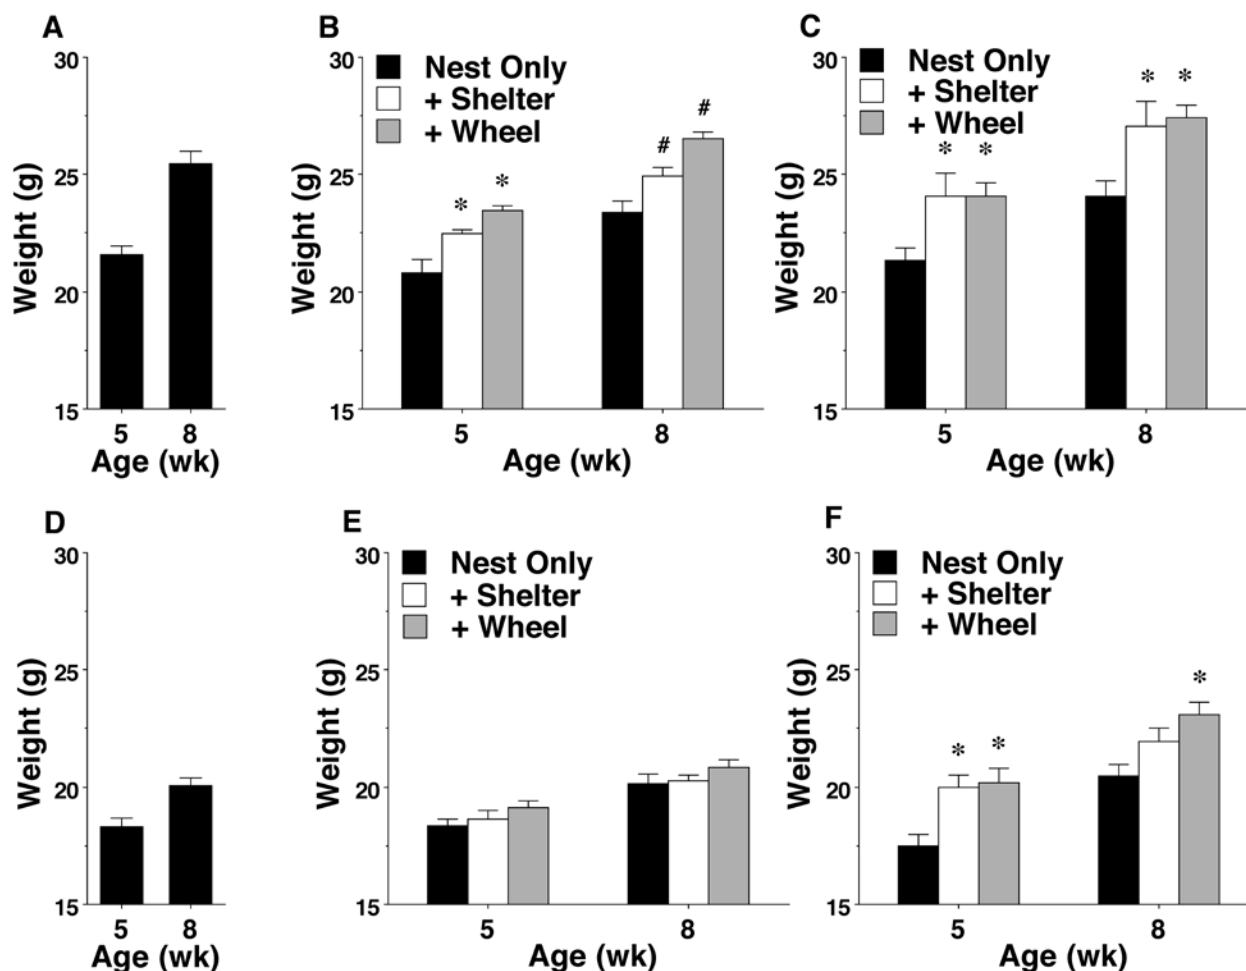 A
Weight (g)
30
25
20
15
5 8
Age (wk)
B
Weight (g)
30
25
20
15
Nest Only
+ Shelter
+ Wheel
* *
# #
5 8
Age (wk)
C
Weight (g)
30
25
20
15
Nest Only
+ Shelter
+ Wheel
* *
* *
5 8
Age (wk)
D
Weight (g)
30
25
20
15
5 8
Age (wk)
E
Weight (g)
30
25
20
15
Nest Only
+ Shelter
+ Wheel
5 8
Age (wk)
F
Weight (g)
30
25
20
15
Nest Only
+ Shelter
+ Wheel
* *
*
5 8
Age (wk)